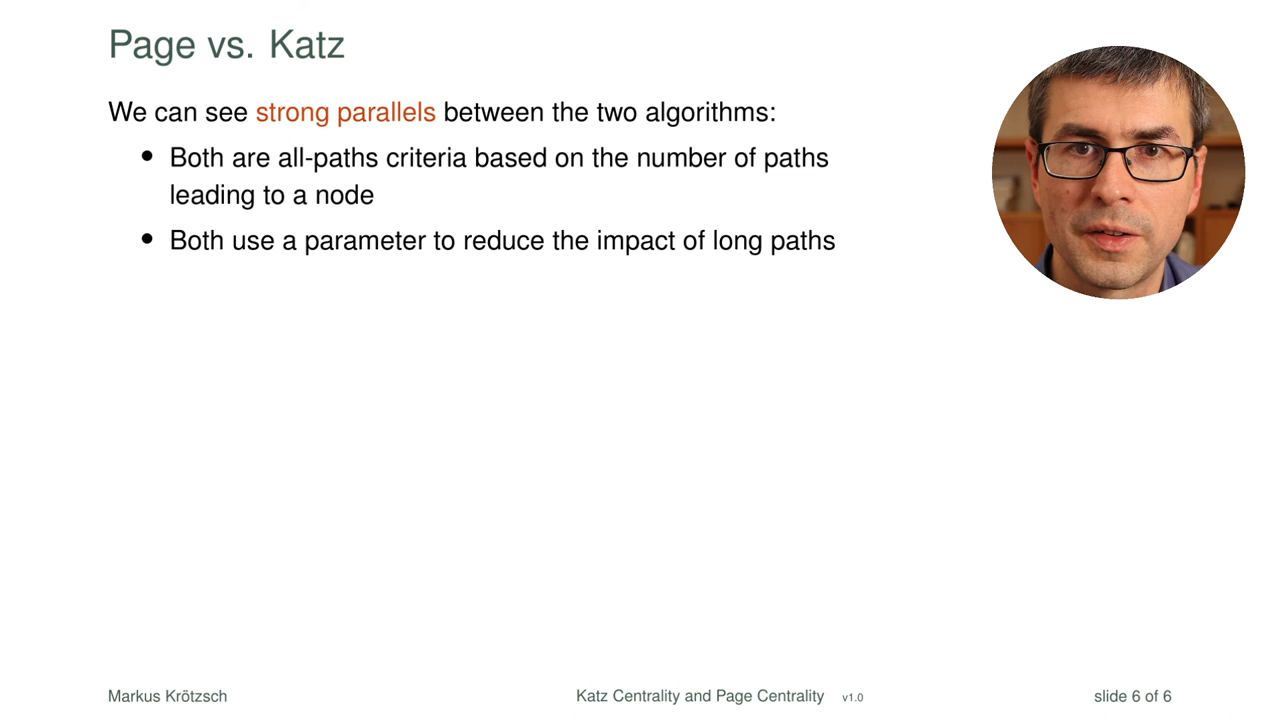 Page vs. Katz
We can see strong parallels between the two algorithms:
• Both are all-paths criteria based on the number of paths
leading to a node
• Both use a parameter to reduce the impact of long paths
Markus Krötzsch
Katz Centrality and Page Centrality v1.0
slide 6 of 6